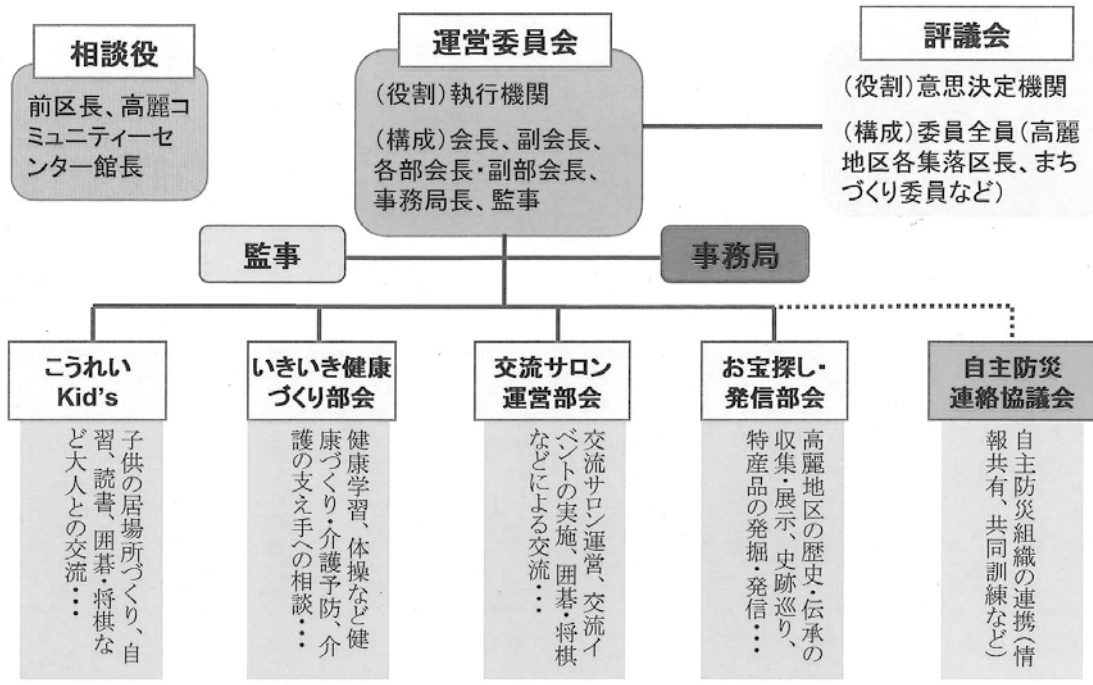 相談役
前区長、高麗コ
ミュニティーセ
ンター館長
運営委員会
(役割)執行機関
(構成)会長、副会長、
各部会長・副部会長、
事務局長、監事
評議会
(役割)意思決定機関
(構成)委員全員(高麗
地区各集落区長、まち
づくり委員など)
監事
事務局
こうれい
Kid's
子供の居場所づくり、自
習、読書、囲碁・将棋な
ど大人との交流・・・
いきいき健康
づくり部会
健康学習、体操など健
康づくり・介護予防、介
護の支え手への相談・・・
交流サロン
運営部会
交流サロン運営、交流イ
ベントの実施、囲碁・将棋
などによる交流・・・
お宝探し・
発信部会
高麗地区の歴史・伝承の
収集・展示、史跡巡り、
特産品の発掘・発信・・・
自主防災
連絡協議会
自主防災組織の連携(情
報共有、共同訓練など)